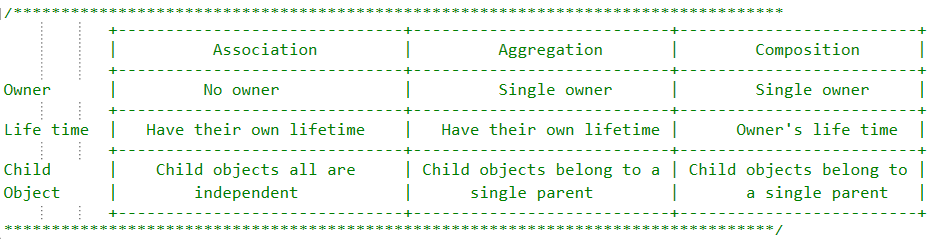 /*********************************************************************************
+------------------------------+---------------------------+-------------------------+
| Association | Aggregation | Composition |
+------------------------------+---------------------------+-------------------------+
Owner | No owner | Single owner | Single owner |
+------------------------------+---------------------------+-------------------------+
Life time | Have their own lifetime | Have their own lifetime | Owner's life time |
+------------------------------+---------------------------+-------------------------+
Child | Child objects all are | Child objects belong to a | Child objects belong to |
Object | independent | single parent | a single parent |
+------------------------------+---------------------------+-------------------------+
*********************************************************************************/